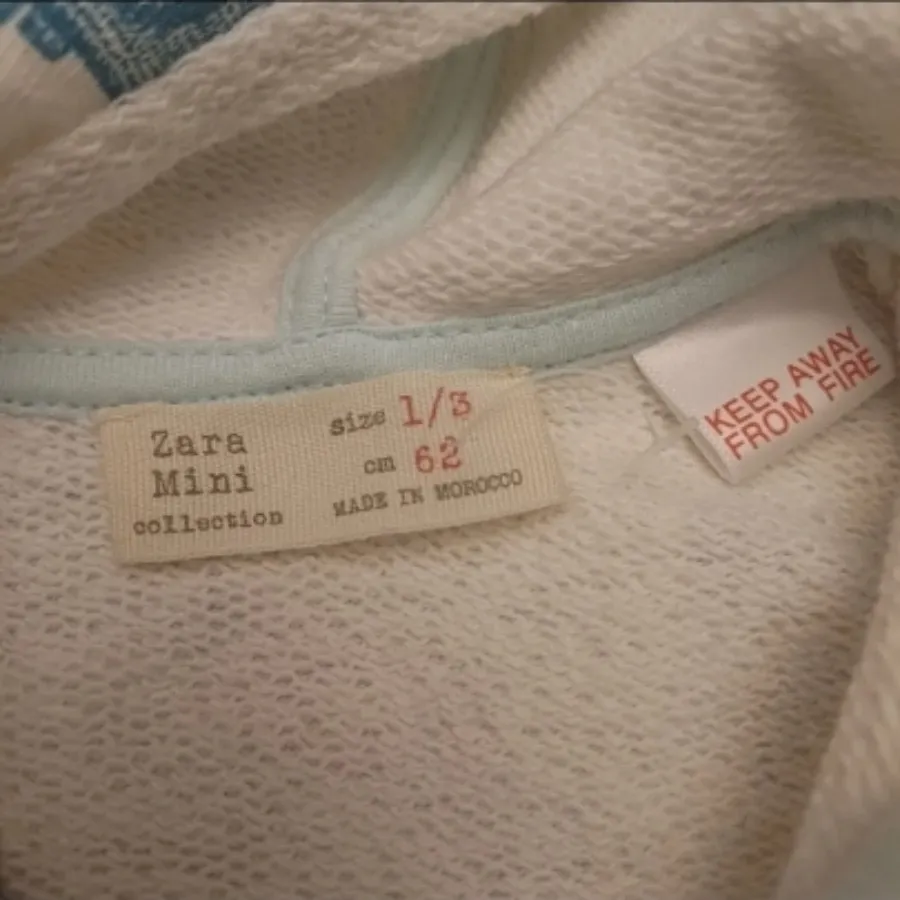 Zara
Mini
collection
size 1/3
cm 62
MADE IN MOROCCO
KEEP AWAY
FROM FIRE